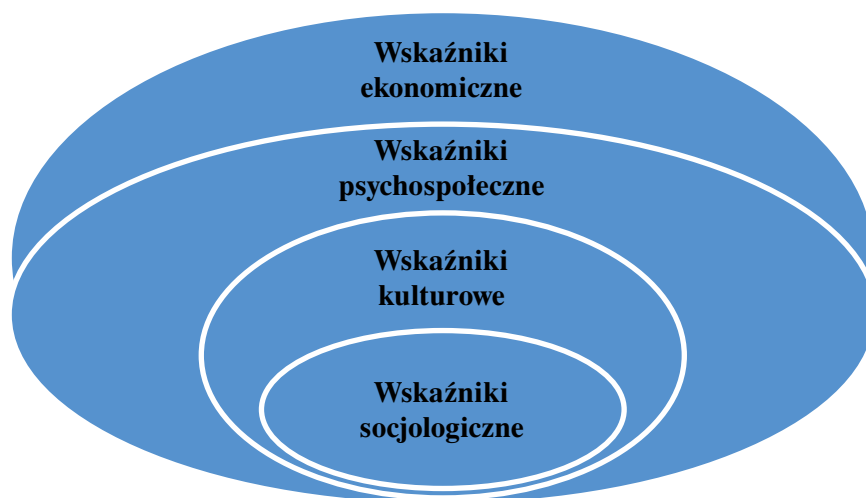 Wskaźniki
ekonomiczne
Wskaźniki
psychospołeczne
Wskaźniki
kulturowe
Wskaźniki
socjologiczne